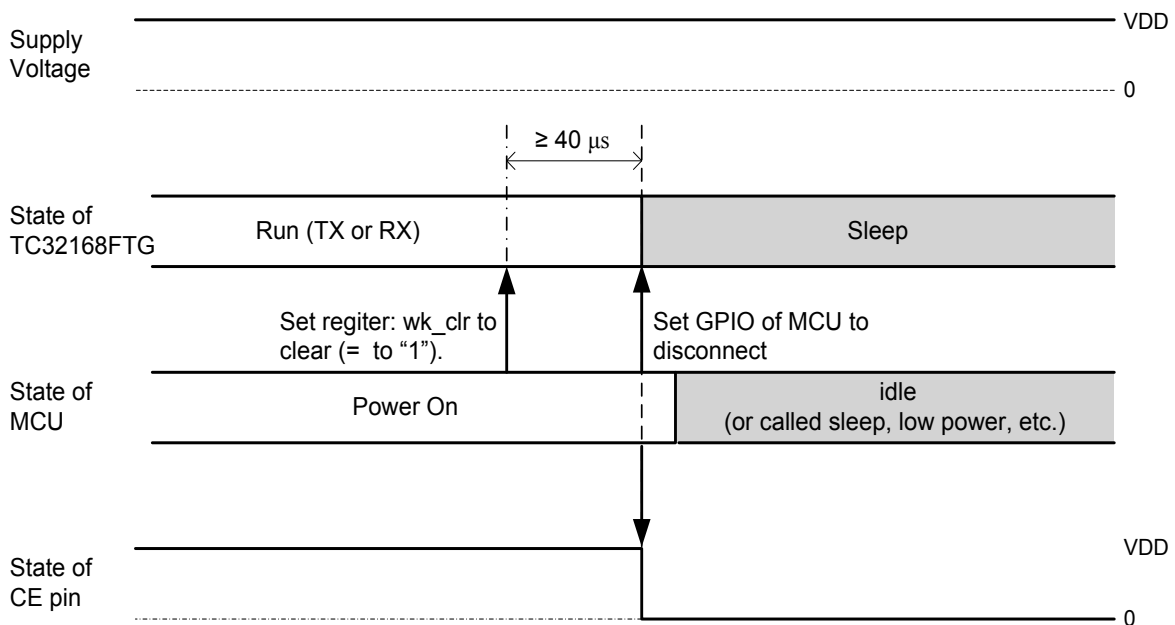 VDD
Supply
Voltage
0
≥ 40 μs
State of
TC32168FTG
Run (TX or RX)
Sleep
Set regiter: wk_clr to
clear (= to “1”).
Set GPIO of MCU to
disconnect
State of
MCU
Power On
idle
(or called sleep, low power, etc.)
VDD
State of
CE pin
0